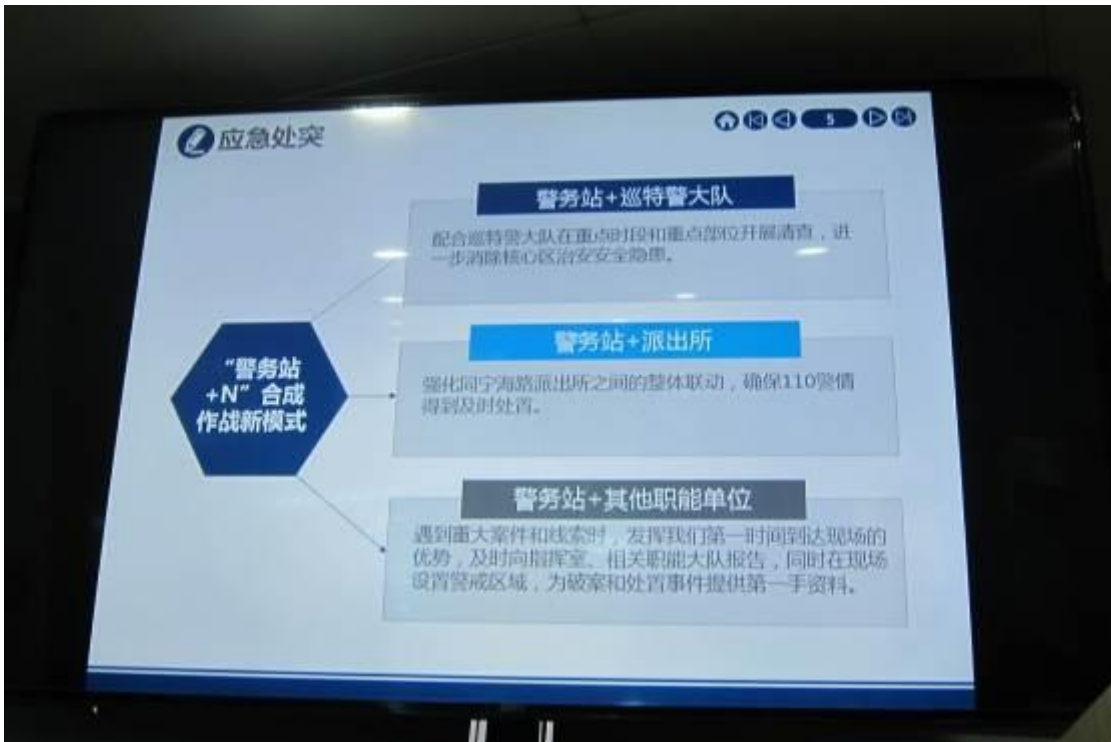 应急处突
5
警务站+巡特警大队
配合巡特警大队在重点时段和重点部位开展清查，进
一步消除核心区治安安全隐患。
“警务站
+N”合成
作战新模式
警务站+派出所
强化同宁海路派出所之间的整体联动，确保110警情
得到及时处置。
警务站+其他职能单位
遇到重大案件和线索时，发挥我们第一时间到达现场的
优势，及时向指挥室、相关职能大队报告，同时在现场
设置警戒区域，为破案和处置事件提供第一手资料。